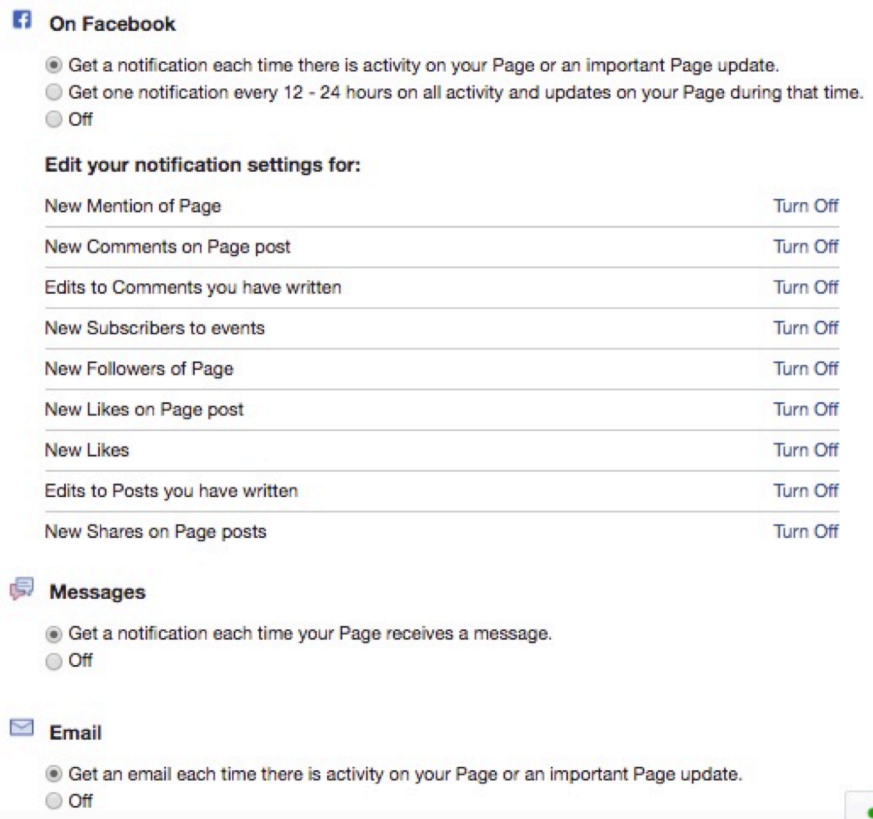 On Facebook
Get a notification each time there is activity on your Page or an important Page update.
Get one notification every 12 - 24 hours on all activity and updates on your Page during that time.
Off
Edit your notification settings for:
New Mention of Page Turn Off
New Comments on Page post Turn Off
Edits to Comments you have written Turn Off
New Subscribers to events Turn Off
New Followers of Page Turn Off
New Likes on Page post Turn Off
New Likes Turn Off
Edits to Posts you have written Turn Off
New Shares on Page posts Turn Off
Messages
Get a notification each time your Page receives a message.
Off
Email
Get an email each time there is activity on your Page or an important Page update.
Off